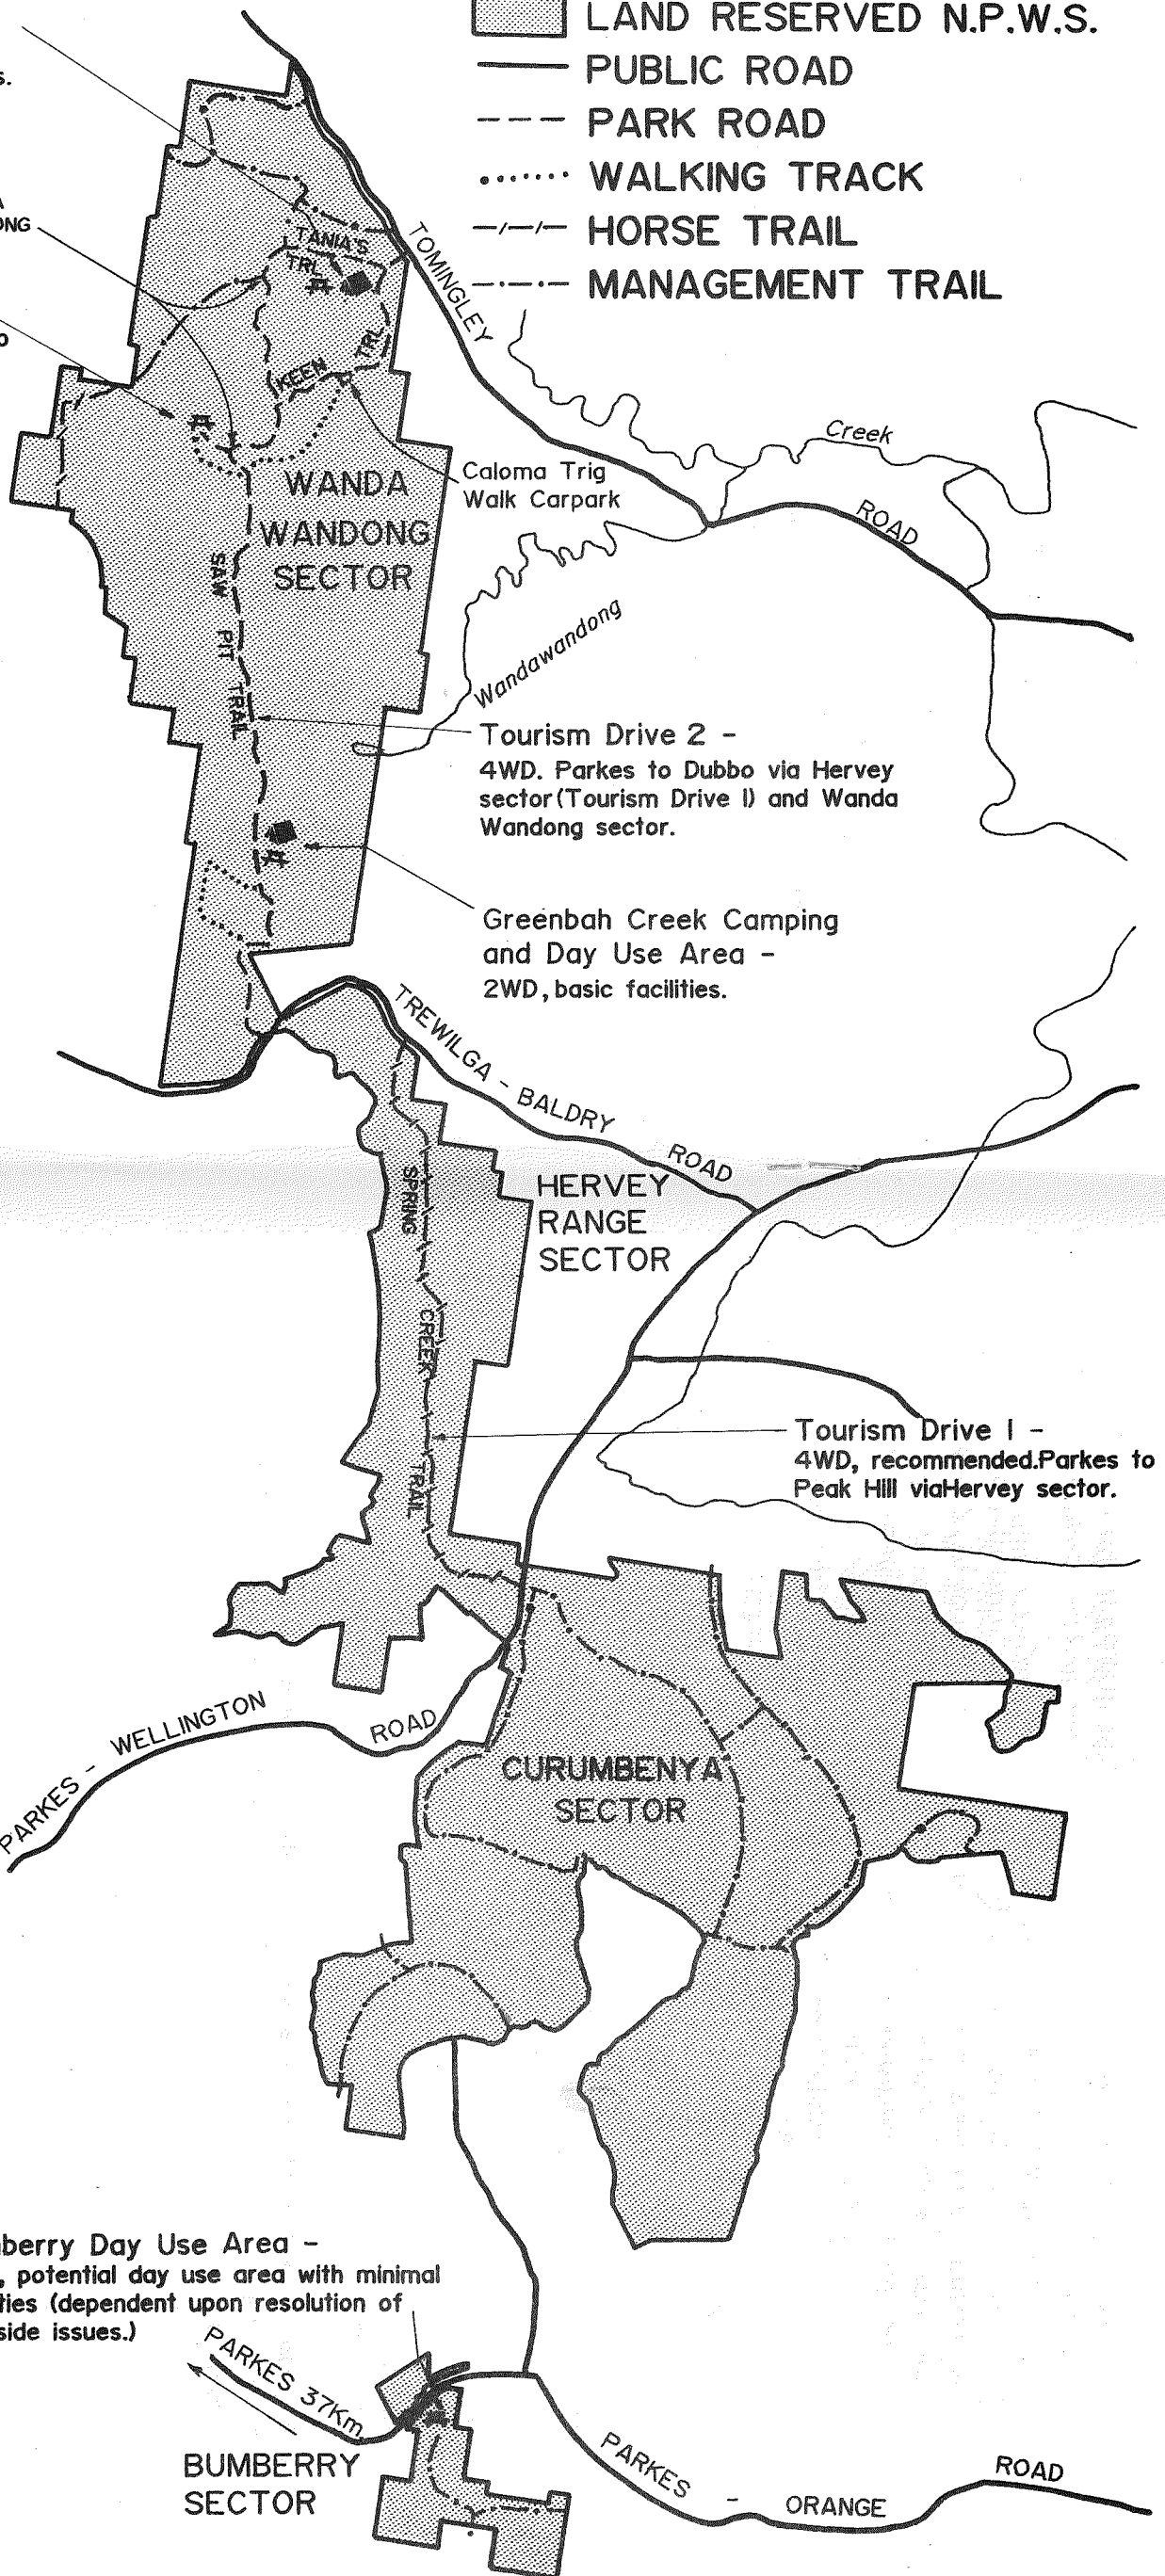 LAND RESERVED N.P.W.S.
PUBLIC ROAD
PARK ROAD
WALKING TRACK
HORSE TRAIL
MANAGEMENT TRAIL
s.
A
ONG
TANIA'S
TRL
TOMINGLEY
KEEN
TRL
Creek
WANDA
WANDONG
SECTOR
Caloma Trig
Walk Carpark
ROAD
SAW
PIT
TRAIL
Wandawandong
Tourism Drive 2 -
4WD. Parkes to Dubbo via Hervey
sector(Tourism Drive I) and Wanda
Wandong sector.
Greenbah Creek Camping
and Day Use Area -
2WD, basic facilities.
TREWILGA - BALDRY
ROAD
SPRING
CREEK
TRAIL
HERVEY
RANGE
SECTOR
Tourism Drive I -
4WD, recommended.Parkes to
Peak Hill viaHervey sector.
PARKES - WELLINGTON
ROAD
CURUMBENYA
SECTOR
berry Day Use Area -
, potential day use area with minimal
ties (dependent upon resolution of
side issues.)
PARKES 37Km
BUMBERRY
SECTOR
PARKES - ORANGE
ROAD